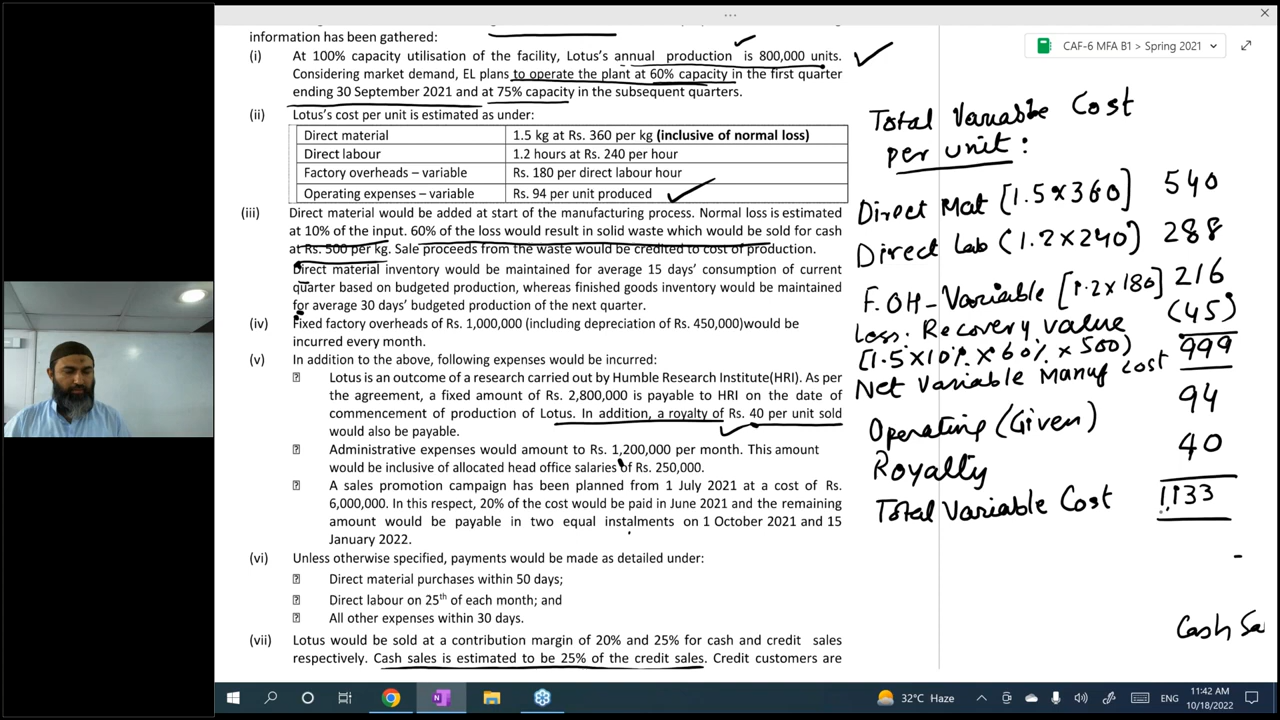 CAF-6 MFA B1 > Spring 2021
information has been gathered:
(i) At 100% capacity utilisation of the facility, Lotus's annual production is 800,000 units.
Considering market demand, EL plans to operate the plant at 60% capacity in the first quarter
ending 30 September 2021 and at 75% capacity in the subsequent quarters.
(ii) Lotus's cost per unit is estimated as under:
Direct material 1.5 kg at Rs. 360 per kg (inclusive of normal loss)
Direct labour 1.2 hours at Rs. 240 per hour
Factory overheads – variable Rs. 180 per direct labour hour
Operating expenses – variable Rs. 94 per unit produced
(iii) Direct material would be added at start of the manufacturing process. Normal loss is estimated
at 10% of the input. 60% of the loss would result in solid waste which would be sold for cash
at Rs. 500 per kg. Sale proceeds from the waste would be credited to cost of production.
Direct material inventory would be maintained for average 15 days' consumption of current
quarter based on budgeted production, whereas finished goods inventory would be maintained
for average 30 days' budgeted production of the next quarter.
(iv) Fixed factory overheads of Rs. 1,000,000 (including depreciation of Rs. 450,000)would be
incurred every month.
(v) In addition to the above, following expenses would be incurred:
Lotus is an outcome of a research carried out by Humble Research Institute(HRI). As per
the agreement, a fixed amount of Rs. 2,800,000 is payable to HRI on the date of
commencement of production of Lotus. In addition, a royalty of Rs. 40 per unit sold
would also be payable.
Administrative expenses would amount to Rs. 1,200,000 per month. This amount
would be inclusive of allocated head office salaries of Rs. 250,000.
A sales promotion campaign has been planned from 1 July 2021 at a cost of Rs.
6,000,000. In this respect, 20% of the cost would be paid in June 2021 and the remaining
amount would be payable in two equal instalments on 1 October 2021 and 15
January 2022.
(vi) Unless otherwise specified, payments would be made as detailed under:
Direct material purchases within 50 days;
Direct labour on 25th of each month; and
All other expenses within 30 days.
(vii) Lotus would be sold at a contribution margin of 20% and 25% for cash and credit sales
respectively. Cash sales is estimated to be 25% of the credit sales. Credit customers are
Total Variable Cost
per unit :
Direct Mat [1.5 x 360] 540
Direct Lab (1.2 x 240) 288
F.OH-Variable [1.2 x 180] 216
Less: Recovery value (45)
[1.5 x 10% x 60% x 500)
Net Variable Manuf Cost 999
Operating (Given) 94
Royalty 40
Total Variable Cost 1,133
Cash Sa
32°C Haze
ENG
11:42 AM
10/18/2022